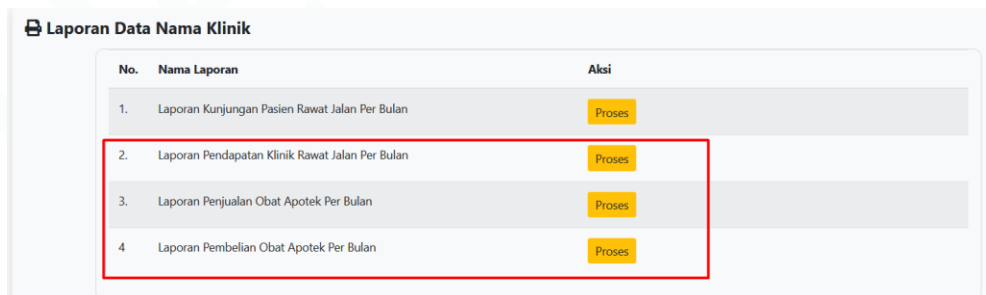 Laporan Data Nama Klinik
No. Nama Laporan Aksi
1. Laporan Kunjungan Pasien Rawat Jalan Per Bulan Proses
2. Laporan Pendapatan Klinik Rawat Jalan Per Bulan Proses
3. Laporan Penjualan Obat Apotek Per Bulan Proses
4 Laporan Pembelian Obat Apotek Per Bulan Proses